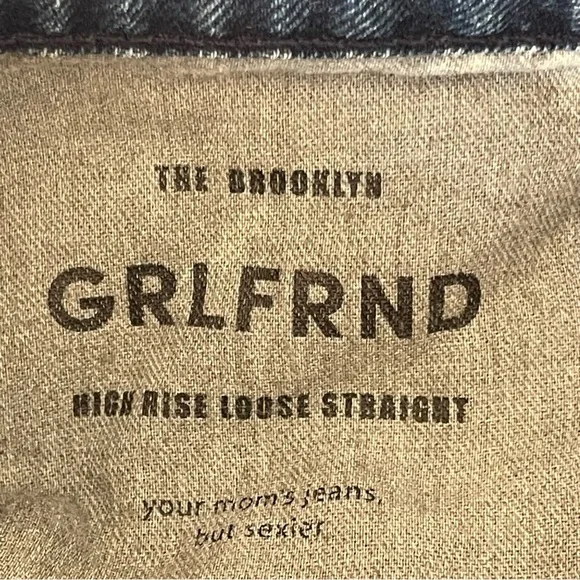 THE BROOKLYN
GRLFRND
HIGH RISE LOOSE STRAIGHT
your mom's jeans,
but sexier